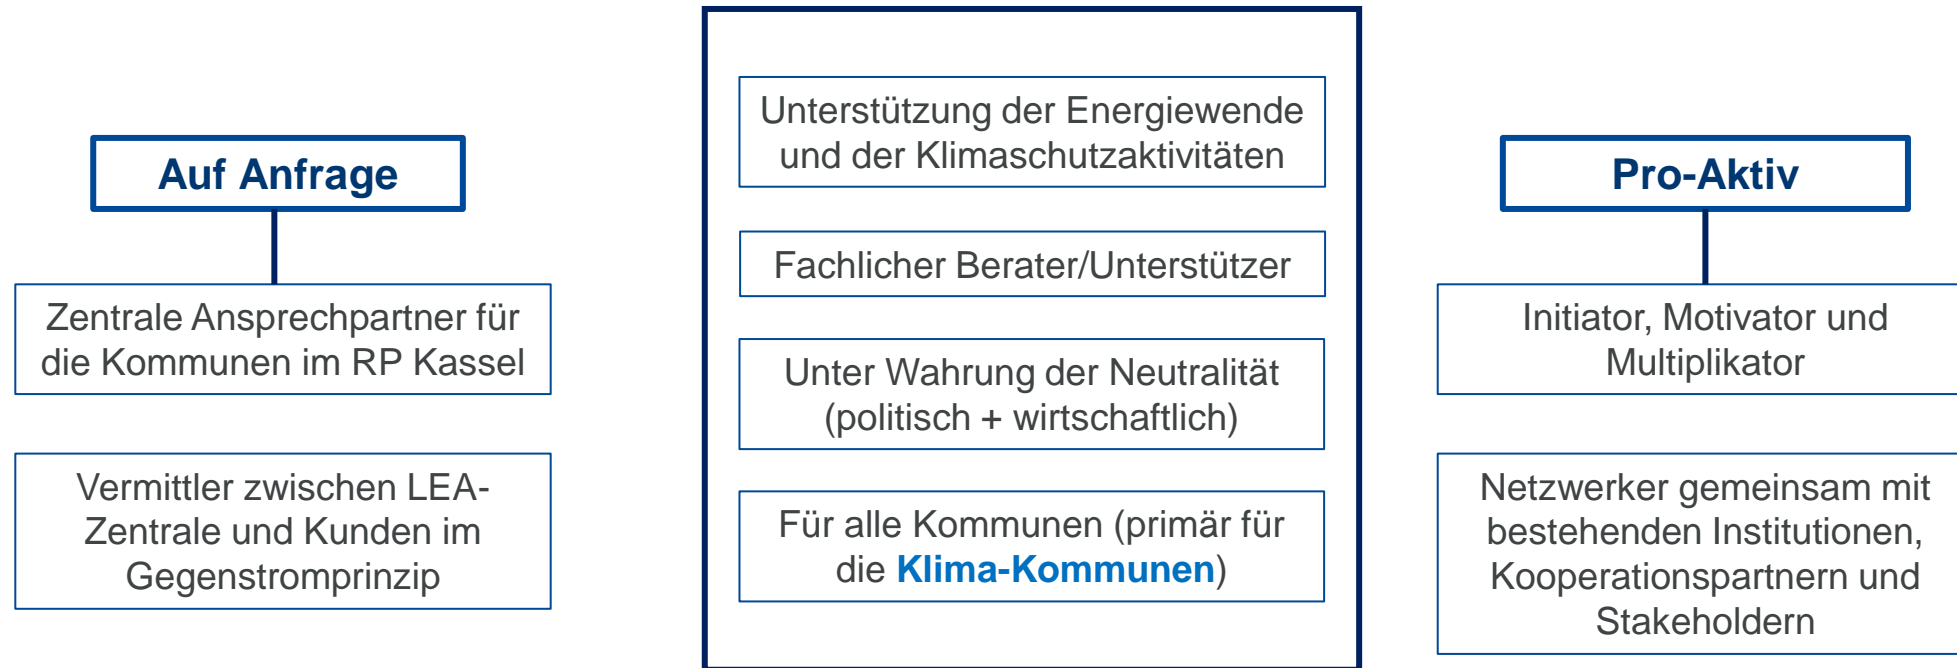 Auf Anfrage
Zentrale Ansprechpartner für
die Kommunen im RP Kassel
Vermittler zwischen LEA-
Zentrale und Kunden im
Gegenstromprinzip
Unterstützung der Energiewende
und der Klimaschutzaktivitäten
Fachlicher Berater/Unterstützer
Unter Wahrung der Neutralität
(politisch + wirtschaftlich)
Für alle Kommunen (primär für
die Klima-Kommunen)
Pro-Aktiv
Initiator, Motivator und
Multiplikator
Netzwerker gemeinsam mit
bestehenden Institutionen,
Kooperationspartnern und
Stakeholdern